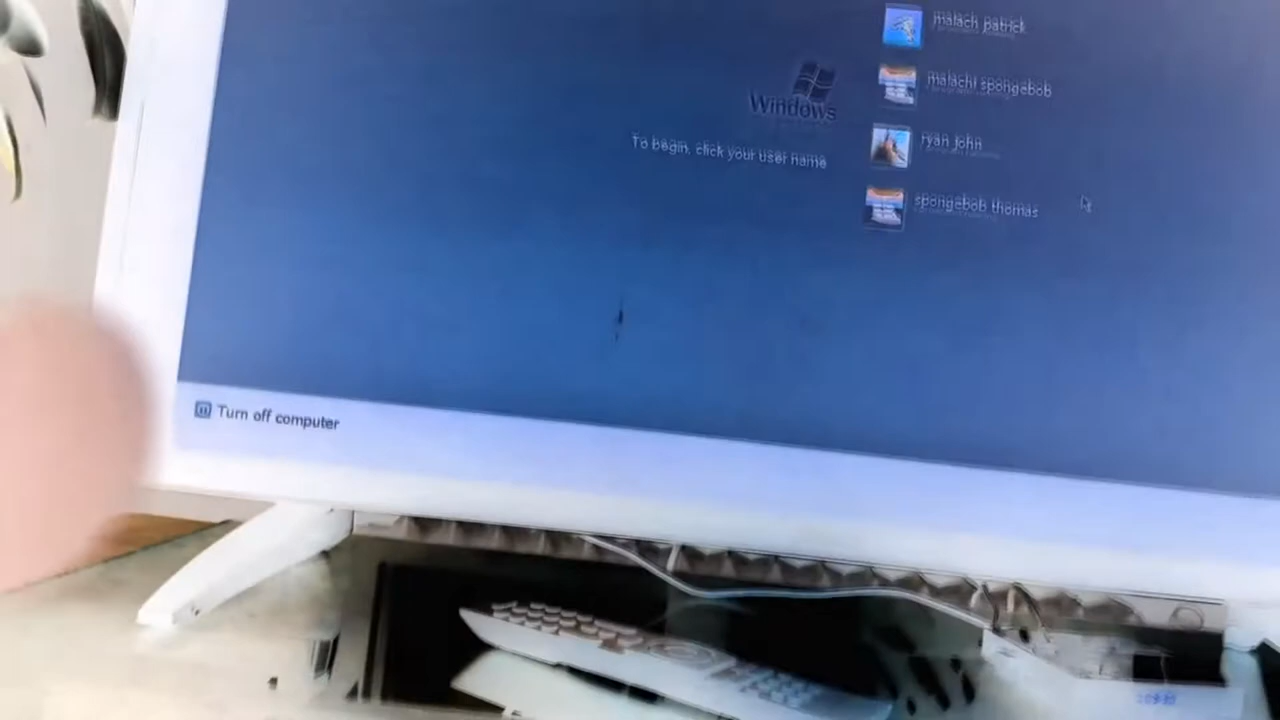 malach patrick
malachi spongebob
Windows
ryan john
To begin, click your user name
spongebob thomas
Turn off computer